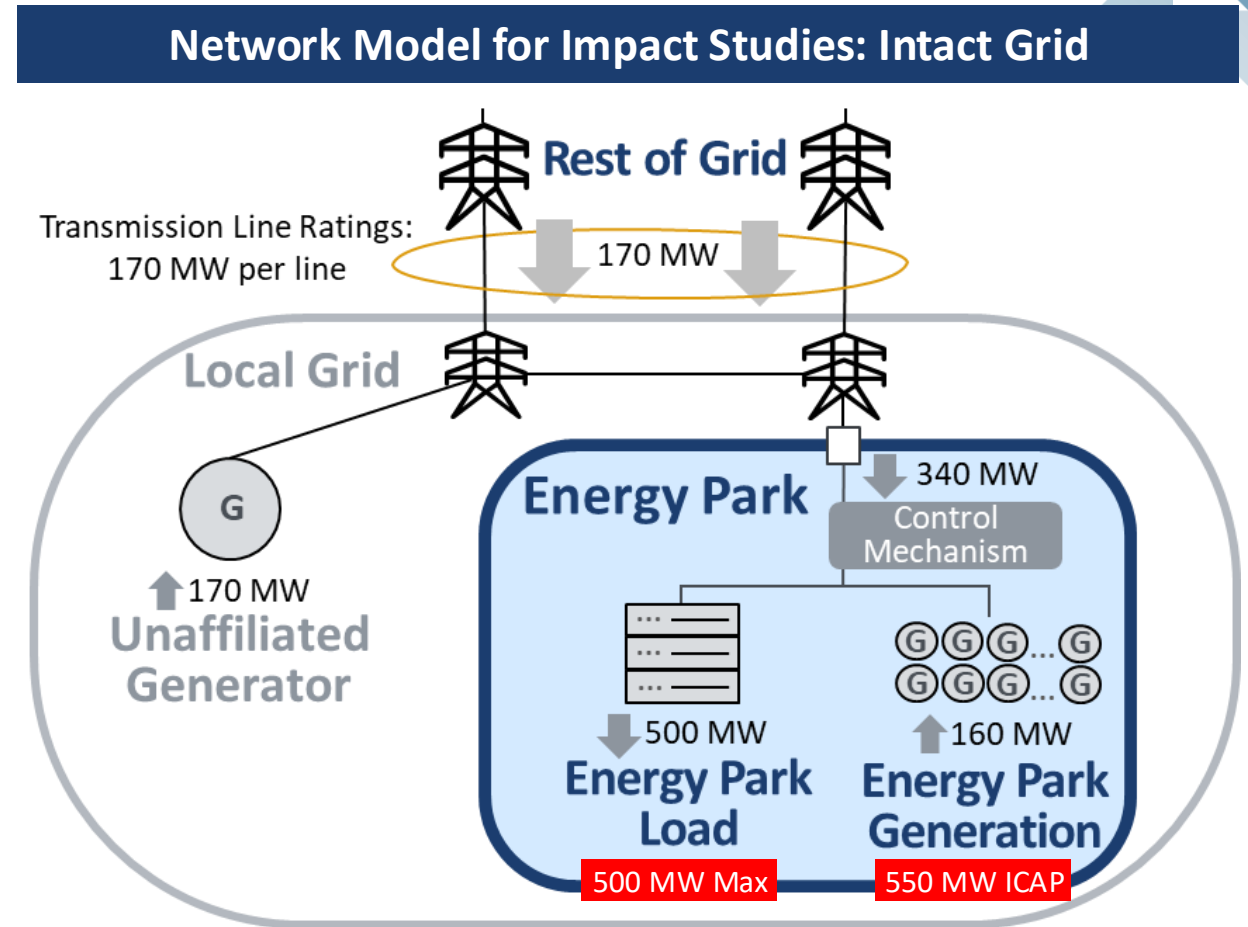 Network Model for Impact Studies: Intact Grid
Rest of Grid
Transmission Line Ratings:
170 MW per line
170 MW
Local Grid
G
170 MW
Unaffiliated
Generator
Energy Park
340 MW
Control
Mechanism
...
...
...
G G G ... G
G G G ... G
500 MW
Energy Park
Load
160 MW
Energy Park
Generation
500 MW Max
550 MW ICAP